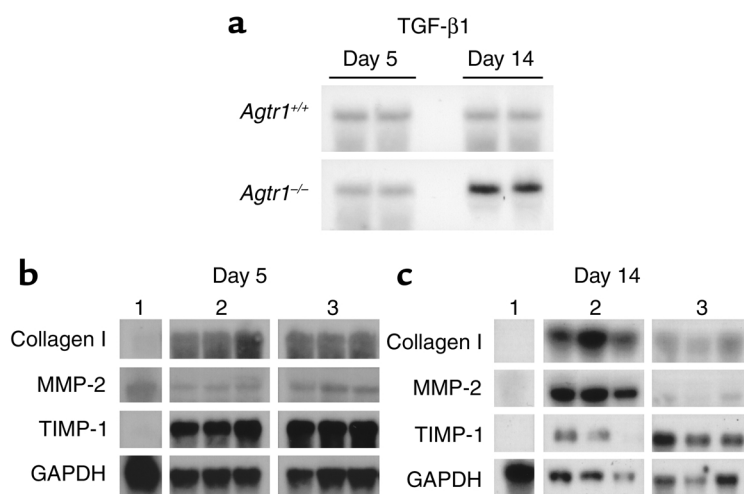 a
TGF-β1
Day 5 Day 14
Agtr1+/+
Agtr1–/–
b Day 5
1 2 3
Collagen I
MMP-2
TIMP-1
GAPDH
c Day 14
1 2 3
Collagen I
MMP-2
TIMP-1
GAPDH